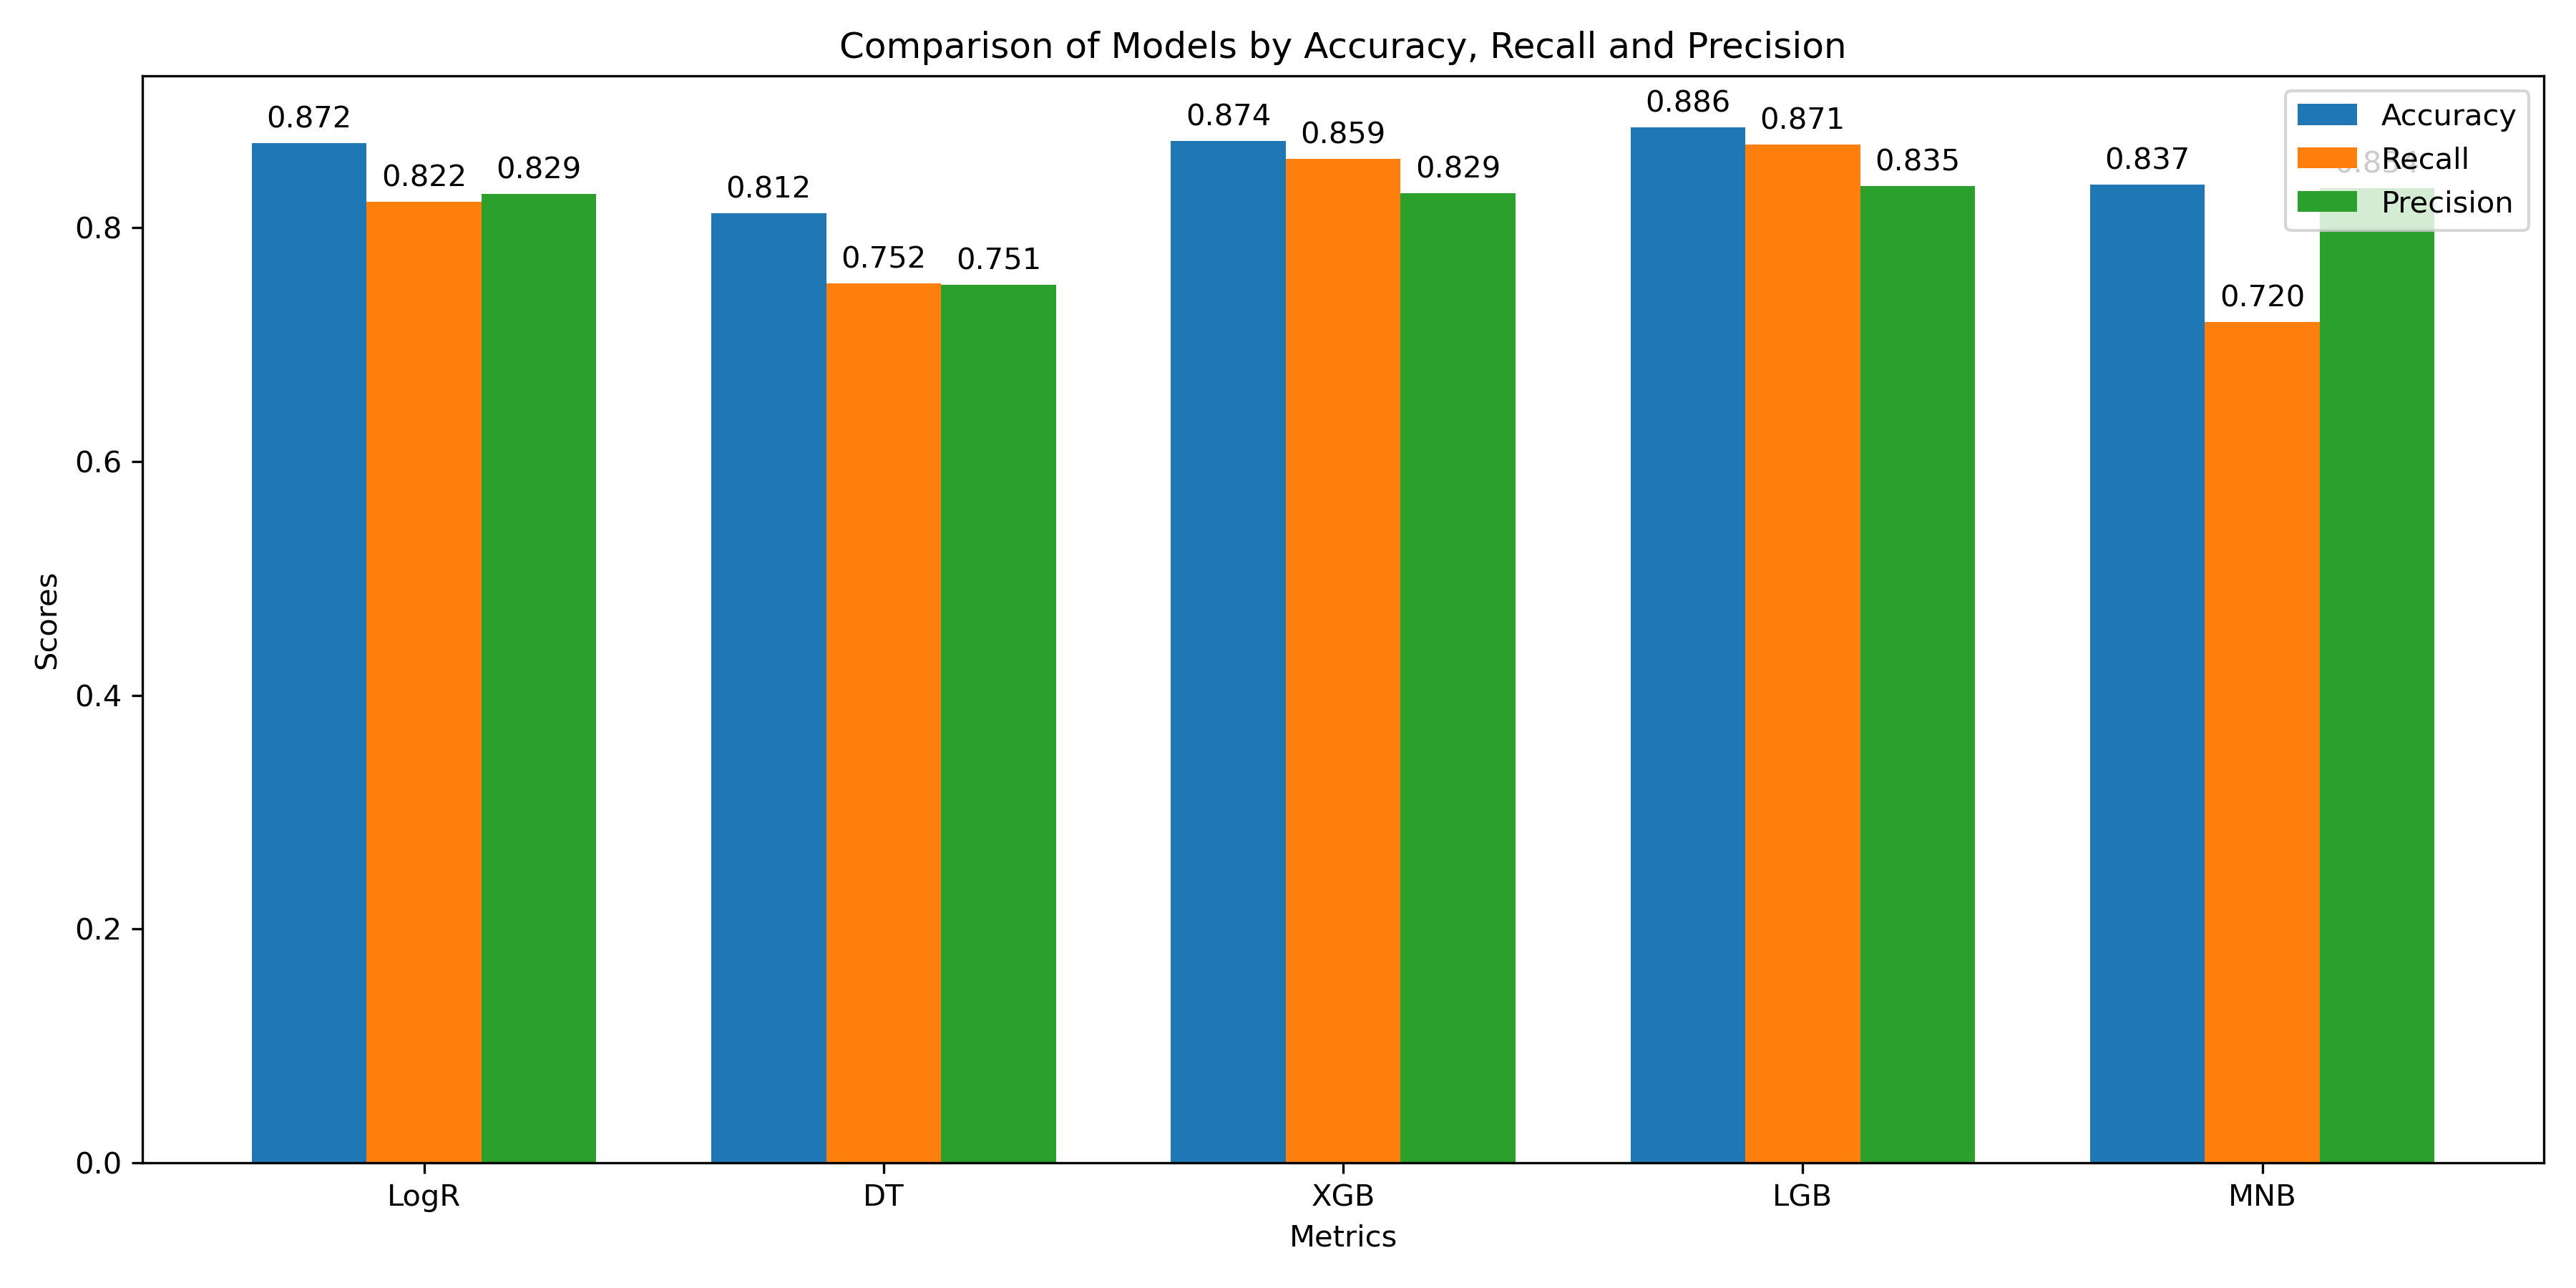 Comparison of Models by Accuracy, Recall and Precision
0.872
0.822
0.829
0.812
0.752
0.751
0.874
0.859
0.829
0.886
0.871
0.835
0.837
0.720
Accuracy
Recall
Precision
0.8
0.6
0.4
0.2
0.0
Scores
LogR
DT
XGB
LGB
MNB
Metrics